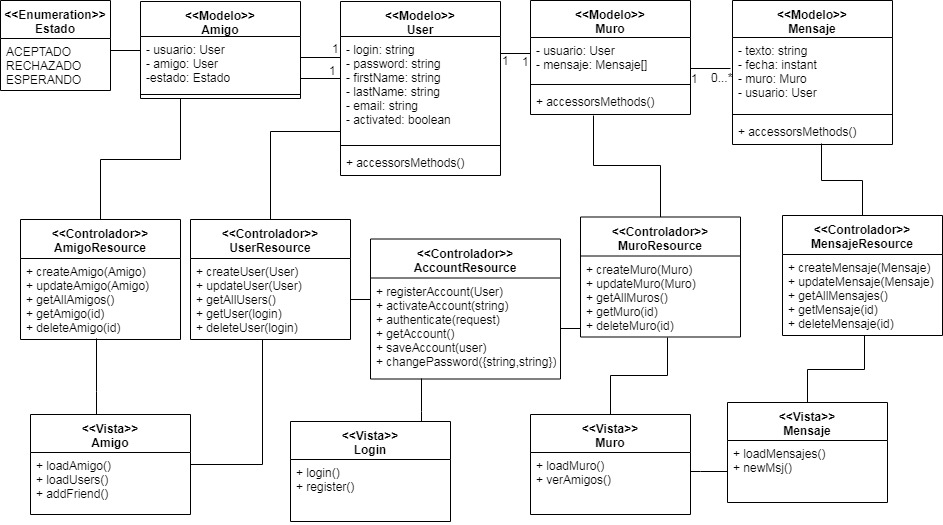 <<Enumeration>>
Estado
ACEPTADO
RECHAZADO
ESPERANDO
<<Modelo>>
Amigo
- usuario: User
- amigo: User
-estado: Estado
1
1
<<Modelo>>
User
- login: string
- password: string
- firstName: string
- lastName: string
- email: string
- activated: boolean
+ accessorsMethods()
1
1
<<Modelo>>
Muro
- usuario: User
- mensaje: Mensaje[]
+ accessorsMethods()
1
0...*
<<Modelo>>
Mensaje
- texto: string
- fecha: instant
- muro: Muro
- usuario: User
+ accessorsMethods()
<<Controlador>>
AmigoResource
+ createAmigo(Amigo)
+ updateAmigo(Amigo)
+ getAllAmigos()
+ getAmigo(id)
+ deleteAmigo(id)
<<Controlador>>
UserResource
+ createUser(User)
+ updateUser(User)
+ getAllUsers()
+ getUser(login)
+ deleteUser(login)
<<Controlador>>
AccountResource
+ registerAccount(User)
+ activateAccount(string)
+ authenticate(request)
+ getAccount()
+ saveAccount(user)
+ changePassword({string,string})
<<Controlador>>
MuroResource
+ createMuro(Muro)
+ updateMuro(Muro)
+ getAllMuros()
+ getMuro(id)
+ deleteMuro(id)
<<Controlador>>
MensajeResource
+ createMensaje(Mensaje)
+ updateMensaje(Mensaje)
+ getAllMensajes()
+ getMensaje(id)
+ deleteMensaje(id)
<<Vista>>
Amigo
+ loadAmigo()
+ loadUsers()
+ addFriend()
<<Vista>>
Login
+ login()
+ register()
<<Vista>>
Muro
+ loadMuro()
+ verAmigos()
<<Vista>>
Mensaje
+ loadMensajes()
+ newMsj()